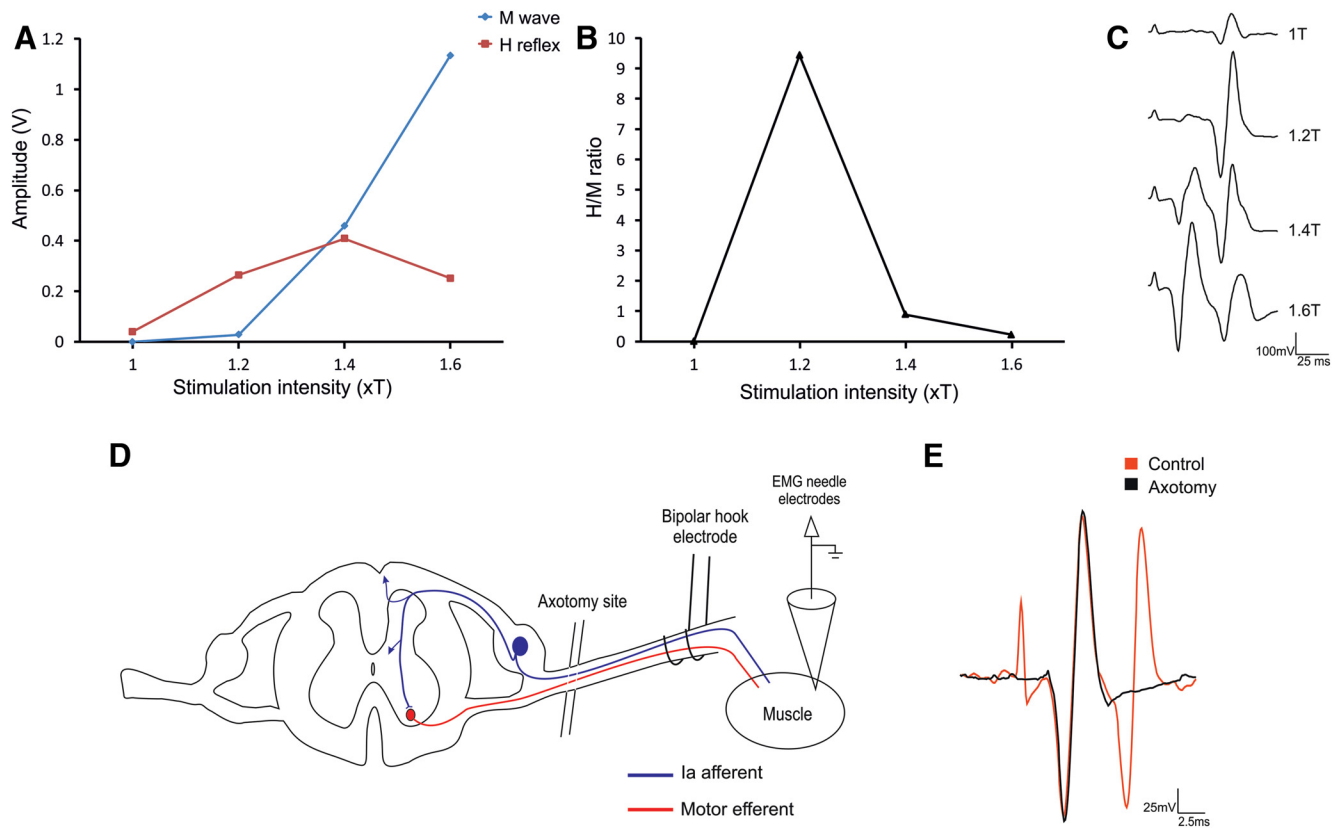 A
M wave
H reflex
1.2
1
0.8
0.6
0.4
0.2
0
Amplitude (V)
1
1.2
1.4
1.6
Stimulation intensity (xT)
B
10
9
8
7
6
5
4
3
2
1
0
H/M ratio
1
1.2
1.4
1.6
Stimulation intensity (xT)
C
1T
1.2T
1.4T
1.6T
100mV
25 ms
D
Axotomy site
Bipolar hook
electrode
EMG needle
electrodes
Muscle
Ia afferent
Motor efferent
E
Control
Axotomy
25mV
2.5ms